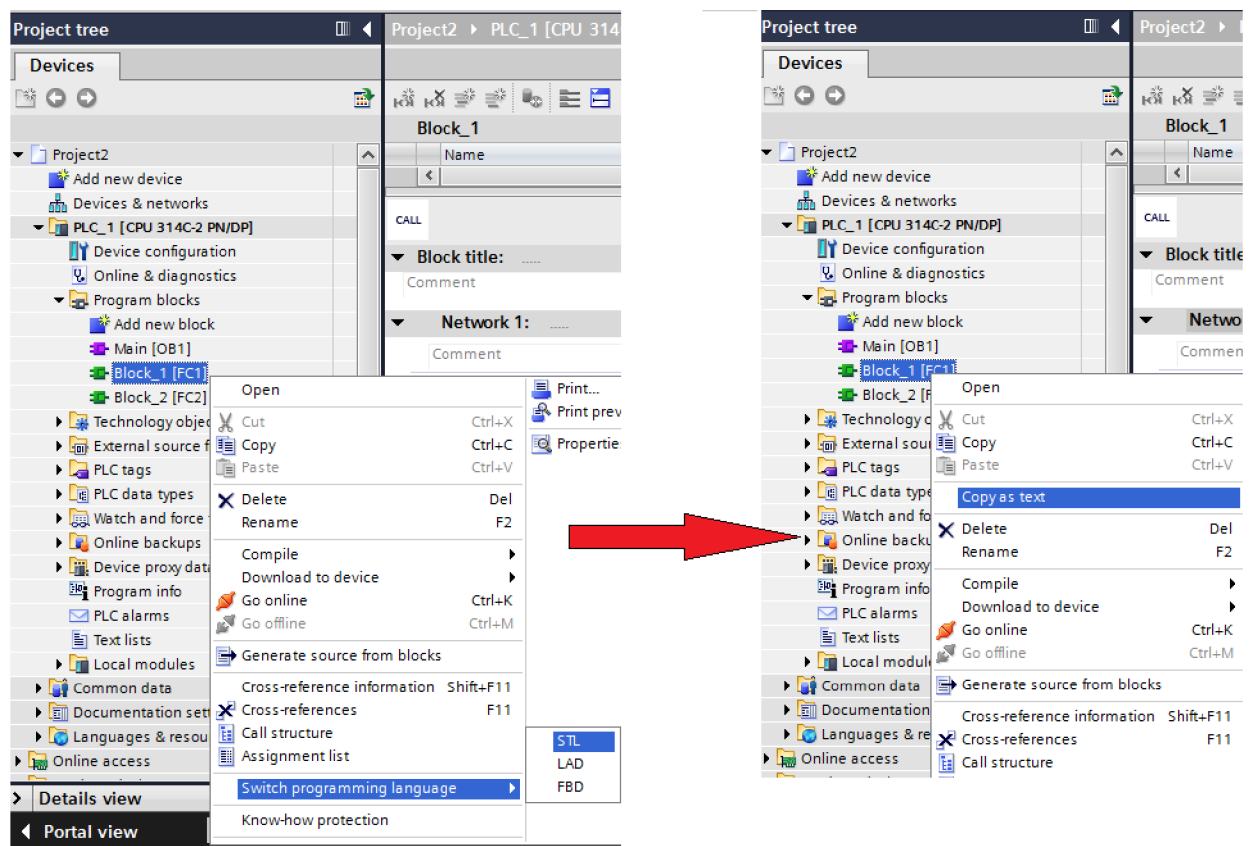 Project tree
Project2 PLC_1 [CPU 314
Devices
Block_1
Name
Project2
Add new device
Devices & networks
CALL
PLC_1 [CPU 314C-2 PN/DP]
Device configuration
Block title: .....
Online & diagnostics
Comment
Program blocks
Add new block
Network 1: .....
Main [OB1]
Comment
Block_1 [FC1]
Block_2 [FC2]
Technology objec
External source f
PLC tags
PLC data types
Watch and force
Online backups
Device proxy data
Program info
PLC alarms
Text lists
Local modules
Common data
Documentation sett
Languages & resou
Online access
Details view
Portal view
Open
Cut Ctrl+X
Copy Ctrl+C
Paste Ctrl+V
Delete Del
Rename F2
Compile
Download to device
Go online Ctrl+K
Go offline Ctrl+M
Generate source from blocks
Cross-reference information Shift+F11
Cross-references F11
Call structure
Assignment list
Switch programming language
Know-how protection
Print...
Print prev
Propertie
STL
LAD
FBD
Project tree
Project2
Devices
Block_1
Name
Project2
Add new device
Devices & networks
CALL
PLC_1 [CPU 314C-2 PN/DP]
Device configuration
Block title
Online & diagnostics
Comment
Program blocks
Add new block
Netwo
Main [OB1]
Commen
Block_1 [FC1]
Block_2 [F
Technology o
External sour
PLC tags
PLC data type
Watch and fo
Online backu
Device proxy
Program info
PLC alarms
Text lists
Local modul
Common data
Documentation
Languages & re
Online access
Open
Cut Ctrl+X
Copy Ctrl+C
Paste Ctrl+V
Copy as text
Delete Del
Rename F2
Compile
Download to device
Go online Ctrl+K
Go offline Ctrl+M
Generate source from blocks
Cross-reference information Shift+F11
Cross-references F11
Call structure